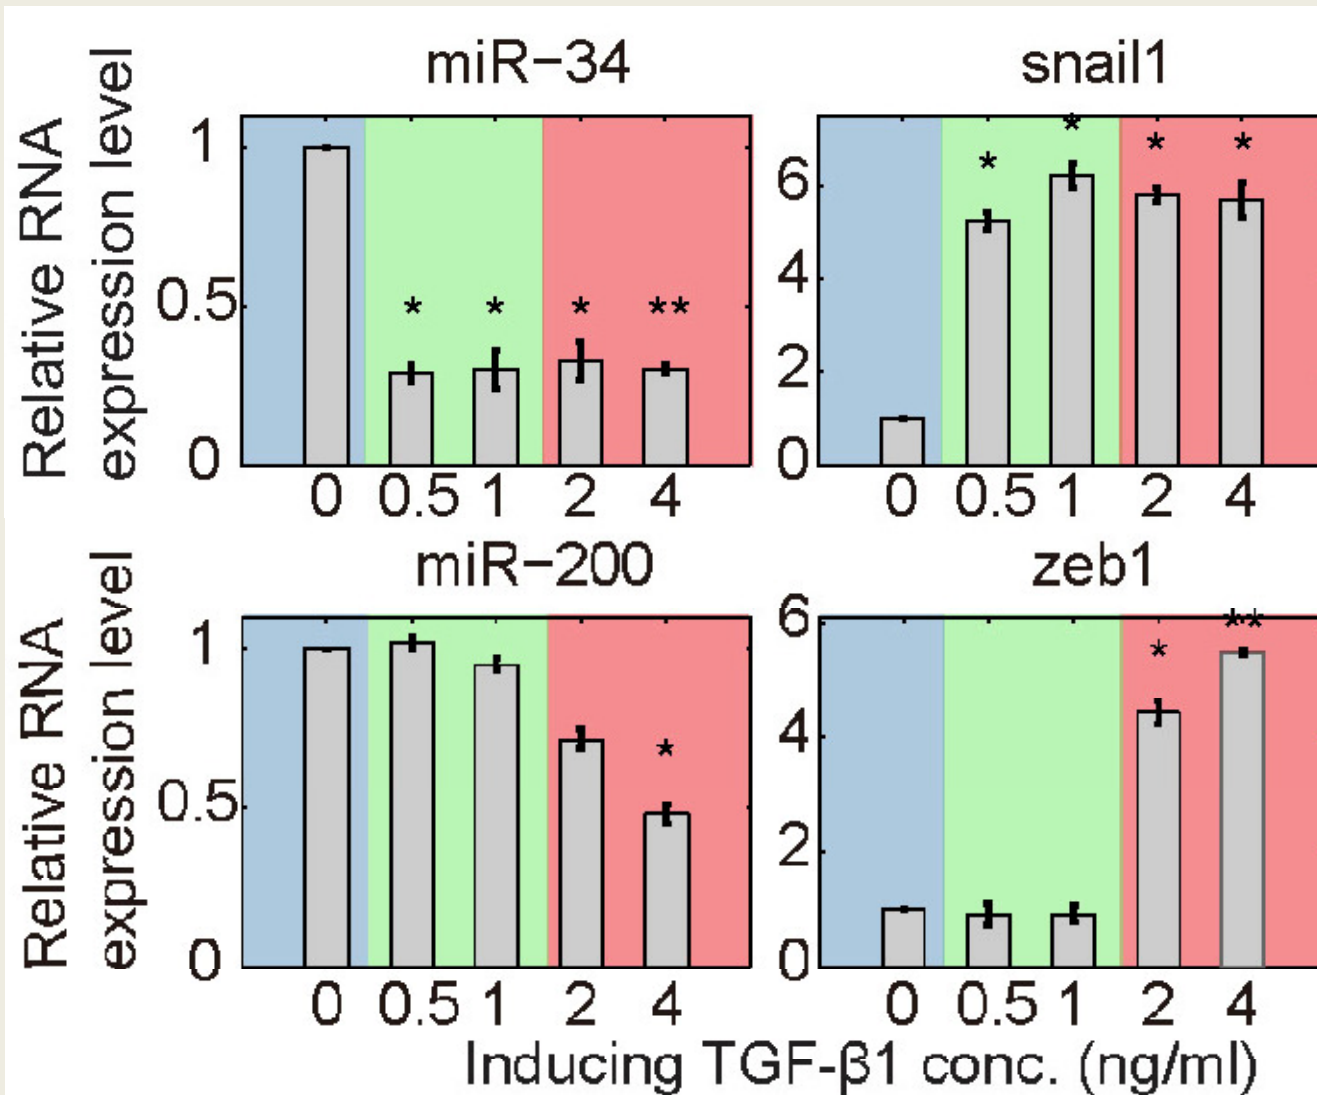 miR−34
snail1
Relative RNA
expression level
1
0.5
0
* * * **
0 0.5 1 2 4
6
4
2
0
* * * *
0 0.5 1 2 4
miR−200
zeb1
Relative RNA
expression level
1
0.5
0
*
0 0.5 1 2 4
6
4
2
0
* **
0 0.5 1 2 4
Inducing TGF-β1 conc. (ng/ml)